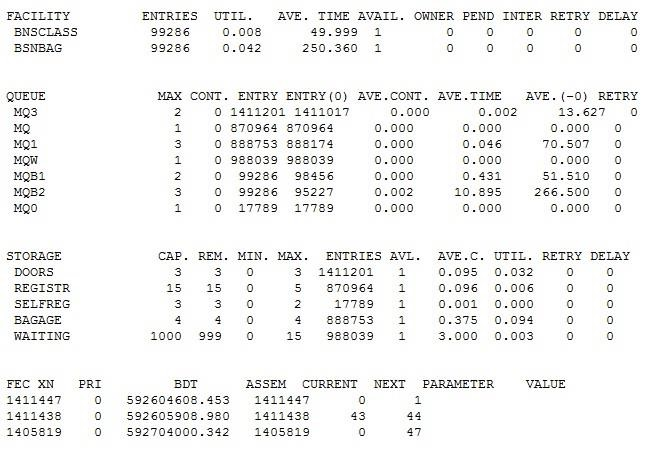 FACILITY ENTRIES UTIL. AVE. TIME AVAIL. OWNER PEND INTER RETRY DELAY
BNSCLASS 99286 0.008 49.999 1 0 0 0 0 0
BSNBAG 99286 0.042 250.360 1 0 0 0 0 0
QUEUE MAX CONT. ENTRY ENTRY(0) AVE.CONT. AVE.TIME AVE.(-0) RETRY
MQ3 2 0 1411201 1411017 0.000 0.002 13.627 0
MQ 1 0 870964 870964 0.000 0.000 0.000 0
MQ1 3 0 888753 888174 0.000 0.046 70.507 0
MQW 1 0 988039 988039 0.000 0.000 0.000 0
MQB1 2 0 99286 98456 0.000 0.431 51.510 0
MQB2 3 0 99286 95227 0.002 10.895 266.500 0
MQ0 1 0 17789 17789 0.000 0.000 0.000 0
STORAGE CAP. REM. MIN. MAX. ENTRIES AVL. AVE.C. UTIL. RETRY DELAY
DOORS 3 3 0 3 1411201 1 0.095 0.032 0 0
REGISTR 15 15 0 5 870964 1 0.096 0.006 0 0
SELFREG 3 3 0 2 17789 1 0.001 0.000 0 0
BAGAGE 4 4 0 4 888753 1 0.375 0.094 0 0
WAITING 1000 999 0 15 988039 1 3.000 0.003 0 0
FEC XN PRI BDT ASSEM CURRENT NEXT PARAMETER VALUE
1411447 0 592604608.453 1411447 0 1
1411438 0 592605908.980 1411438 43 44
1405819 0 592704000.342 1405819 0 47